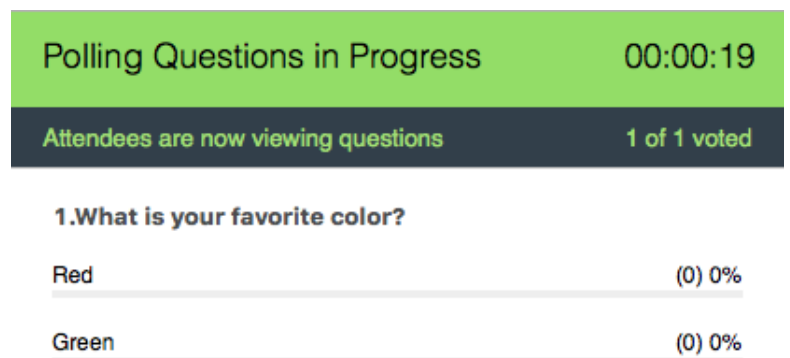 Polling Questions in Progress 00:00:19
Attendees are now viewing questions 1 of 1 voted
1.What is your favorite color?
Red (0) 0%
Green (0) 0%